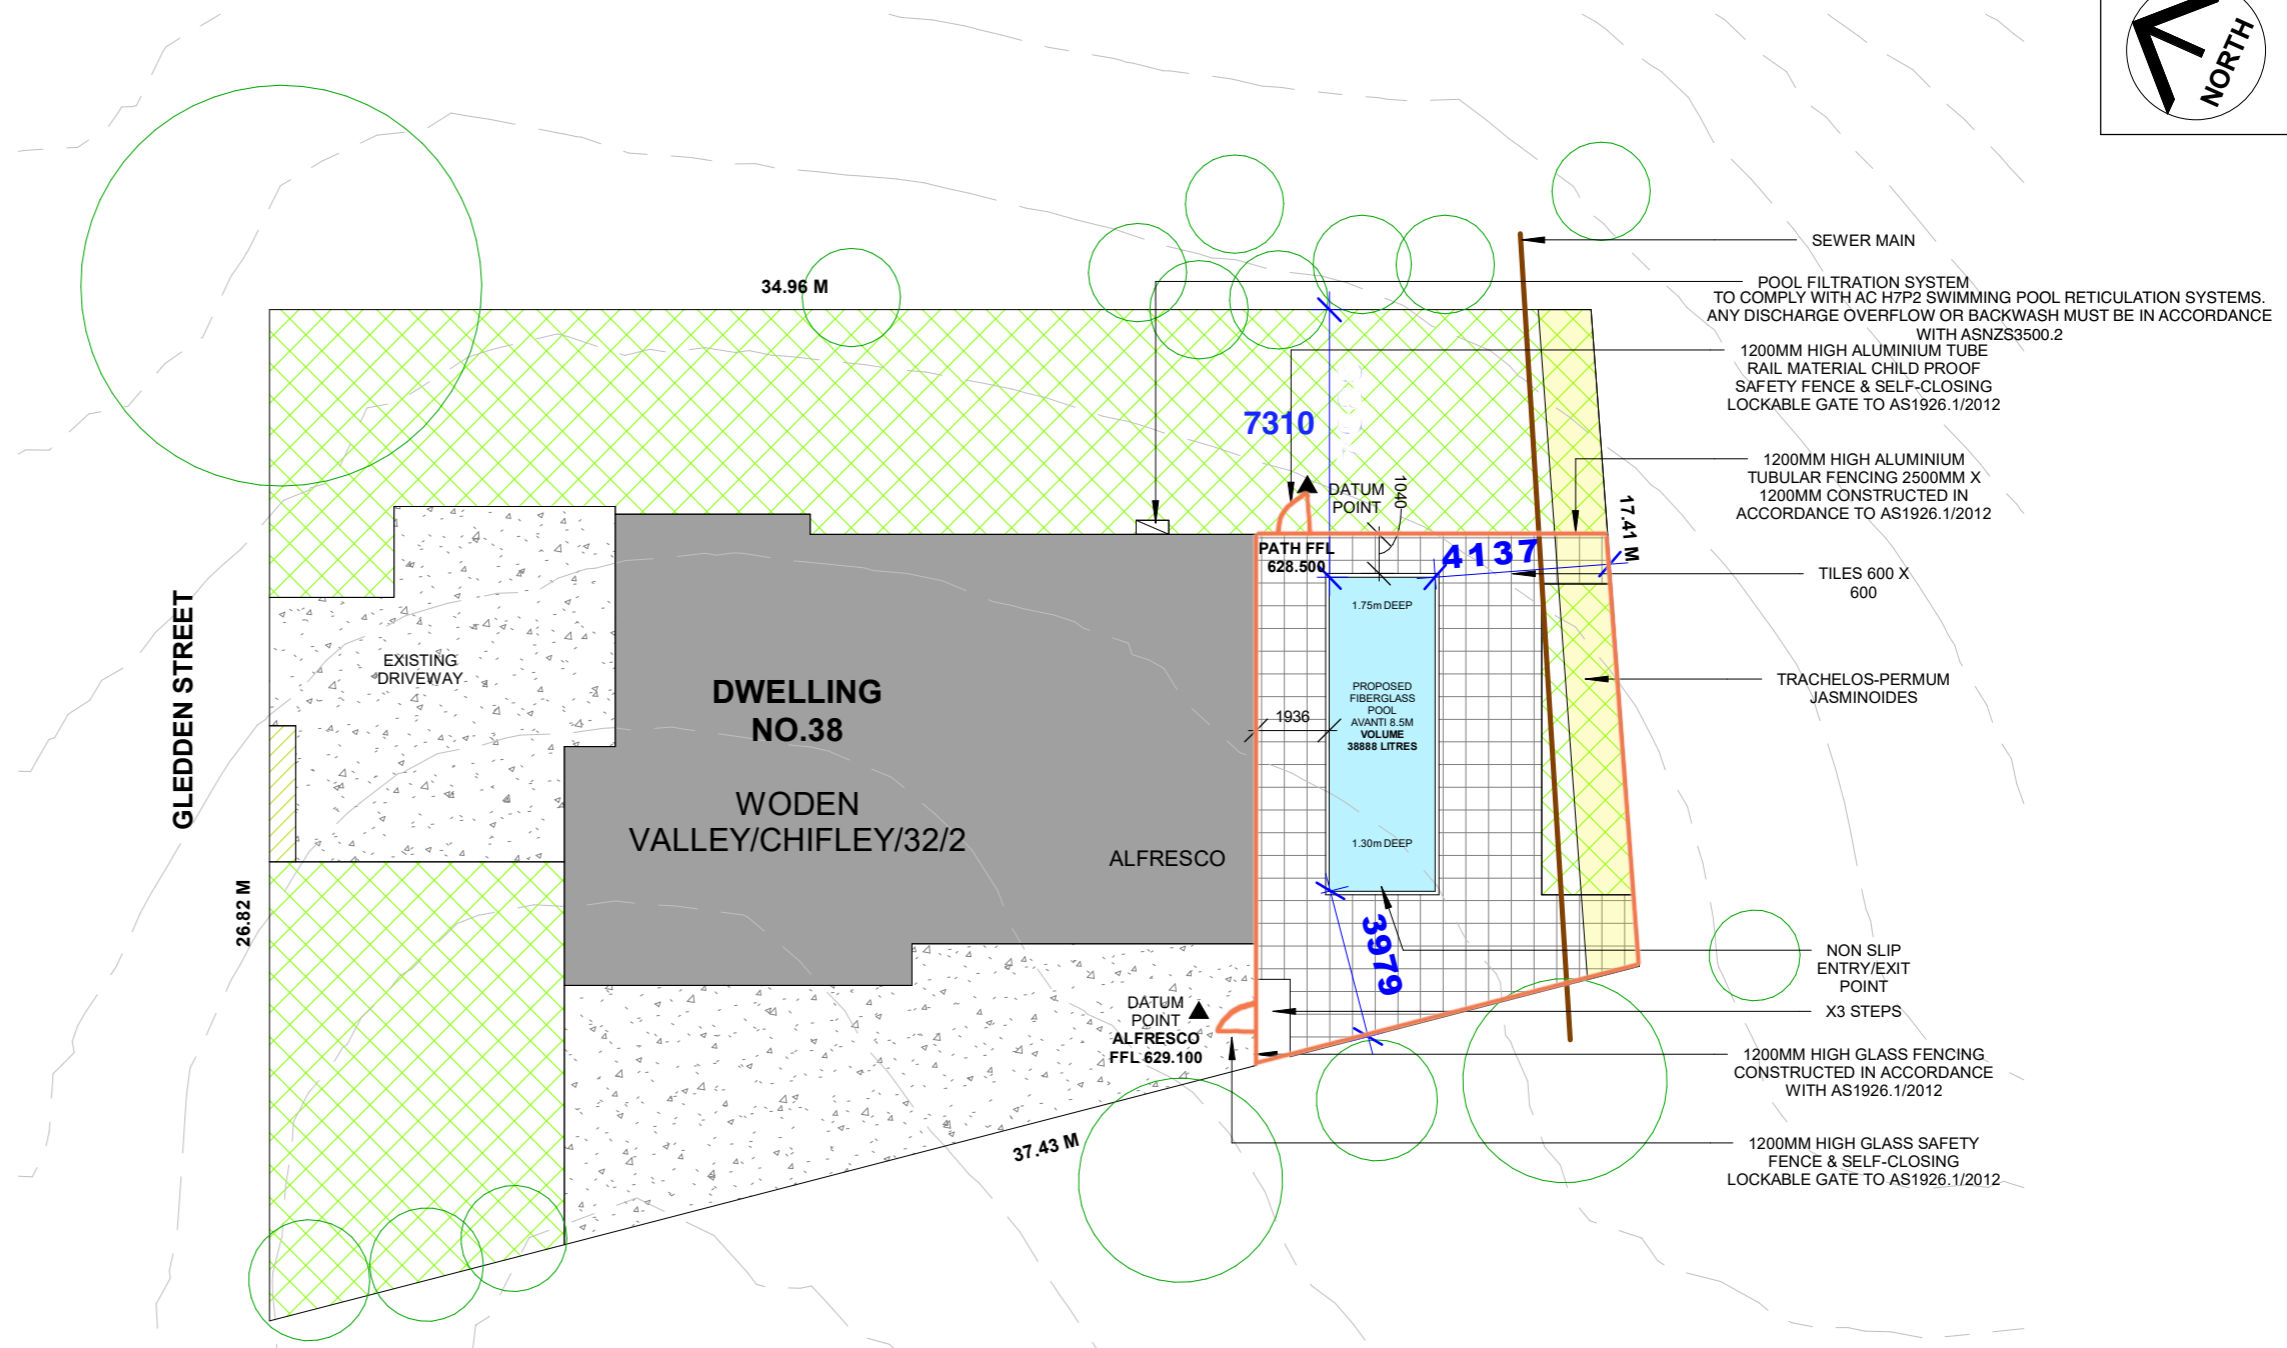 NORTH
SEWER MAIN
POOL FILTRATION SYSTEM
TO COMPLY WITH AC H7P2 SWIMMING POOL RETICULATION SYSTEMS.
ANY DISCHARGE OVERFLOW OR BACKWASH MUST BE IN ACCORDANCE
WITH ASNZS3500.2
34.96 M
1200MM HIGH ALUMINIUM TUBE
RAIL MATERIAL CHILD PROOF
SAFETY FENCE & SELF-CLOSING
LOCKABLE GATE TO AS1926.1/2012
7310
1200MM HIGH ALUMINIUM
TUBULAR FENCING 2500MM X
1200MM CONSTRUCTED IN
ACCORDANCE TO AS1926.1/2012
DATUM
POINT
1040
17.41 M
PATH FFL
628.500
4137
TILES 600 X
600
1.75m DEEP
GLEDDEN STREET
EXISTING
DRIVEWAY
DWELLING
NO.38
WODEN
VALLEY/CHIFLEY/32/2
ALFRESCO
1936
PROPOSED
FIBERGLASS
POOL
AVANTI 8.5M
VOLUME
38888 LITRES
1.30m DEEP
TRACHELOS-PERMUM
JASMINOIDES
26.82 M
3979
NON SLIP
ENTRY/EXIT
POINT
X3 STEPS
DATUM
POINT
ALFRESCO
FFL 629.100
1200MM HIGH GLASS FENCING
CONSTRUCTED IN ACCORDANCE
WITH AS1926.1/2012
37.43 M
1200MM HIGH GLASS SAFETY
FENCE & SELF-CLOSING
LOCKABLE GATE TO AS1926.1/2012